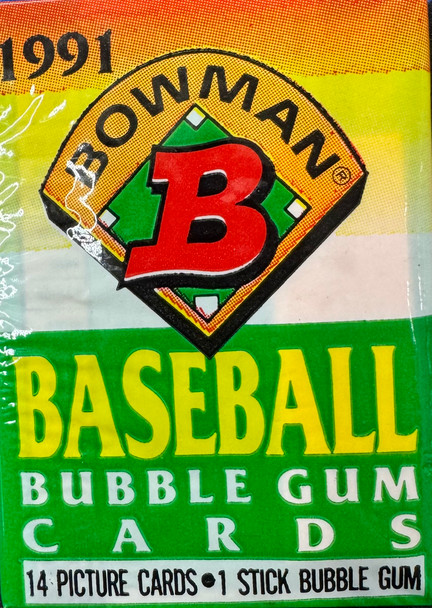 1991
BOWMAN®
B
BASEBALL
BUBBLE GUM
CARDS
14 PICTURE CARDS • 1 STICK BUBBLE GUM